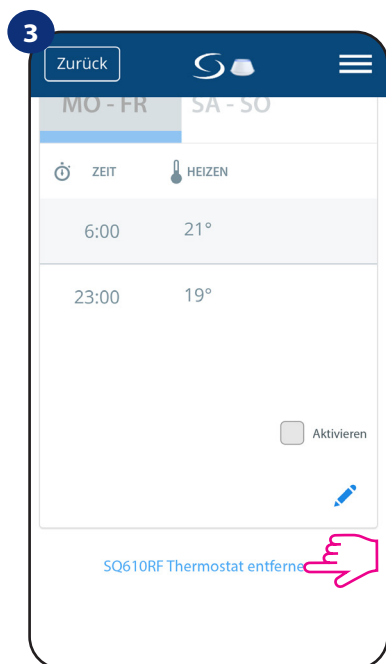 3
Zurück
MO - FR SA - SO
ZEIT HEIZEN
6:00 21°
23:00 19°
Aktivieren
SQ610RF Thermostat entferne